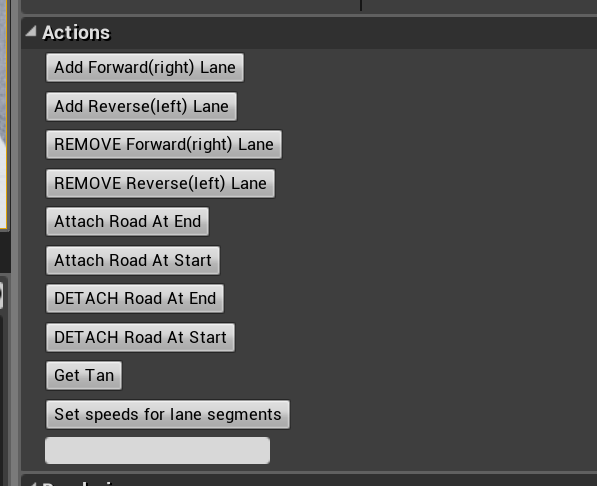 Actions
Add Forward(right) Lane
Add Reverse(left) Lane
REMOVE Forward(right) Lane
REMOVE Reverse(left) Lane
Attach Road At End
Attach Road At Start
DETACH Road At End
DETACH Road At Start
Get Tan
Set speeds for lane segments